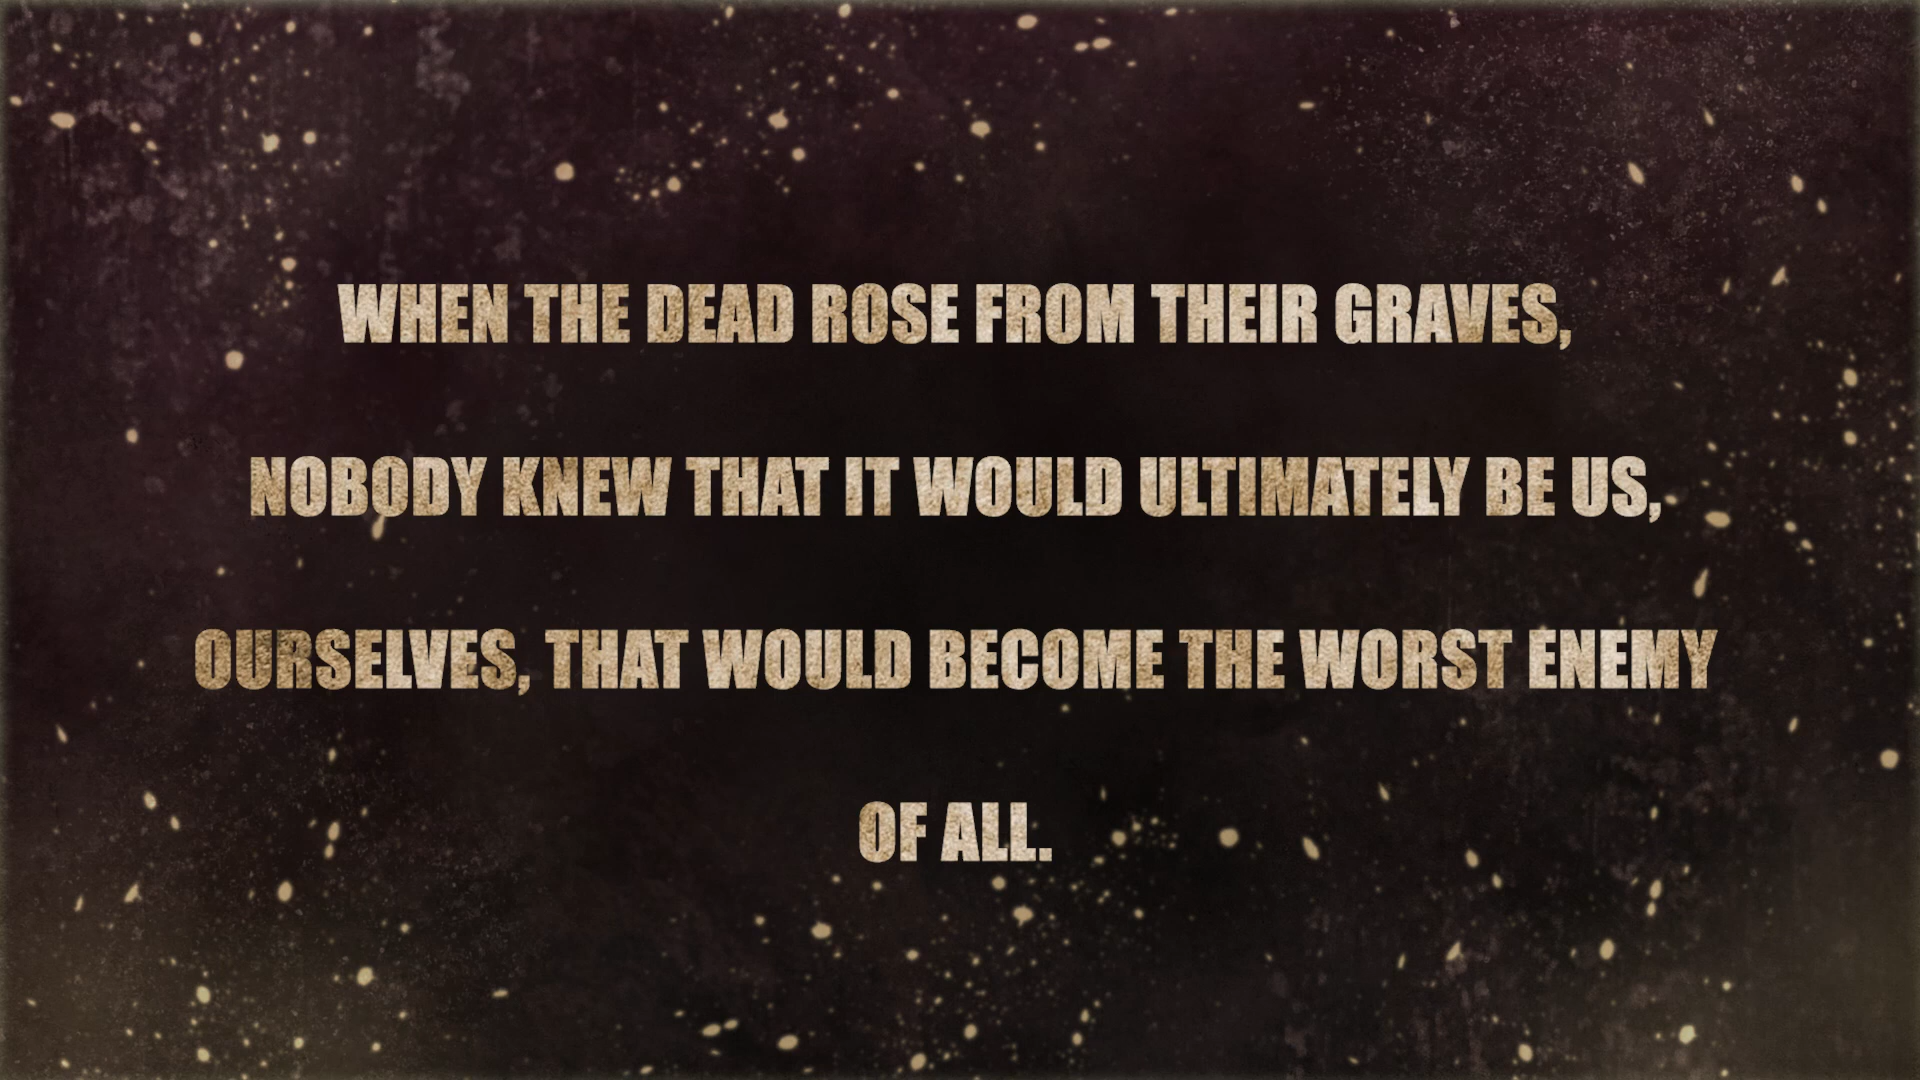 WHEN THE DEAD ROSE FROM THEIR GRAVES,
NOBODY KNEW THAT IT WOULD ULTIMATELY BE US,
OURSELVES, THAT WOULD BECOME THE WORST ENEMY
OF ALL.